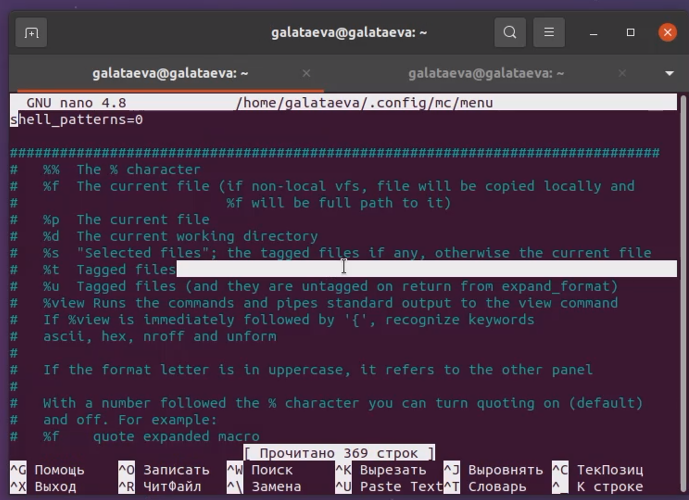 galataeva@galataeva: ~
galataeva@galataeva: ~ × galataeva@galataeva: ~ ×
GNU nano 4.8 /home/galataeva/.config/mc/menu
shell_patterns=0
###############################################################################
# %% The % character
# %f The current file (if non-local vfs, file will be copied locally and
# %f will be full path to it)
# %p The current file
# %d The current working directory
# %s "Selected files"; the tagged files if any, otherwise the current file
# %t Tagged files
# %u Tagged files (and they are untagged on return from expand_format)
# %view Runs the commands and pipes standard output to the view command
# If %view is immediately followed by '{', recognize keywords
# ascii, hex, nroff and unform
#
# If the format letter is in uppercase, it refers to the other panel
#
# With a number followed the % character you can turn quoting on (default)
# and off. For example:
# %f quote expanded macro
[ Прочитано 369 строк ]
^G Помощь ^O Записать ^W Поиск ^K Вырезать ^J Выровнять ^C ТекПозиц
^X Выход ^R ЧитФайл ^\ Замена ^U Paste Text ^T Словарь ^_ К строке